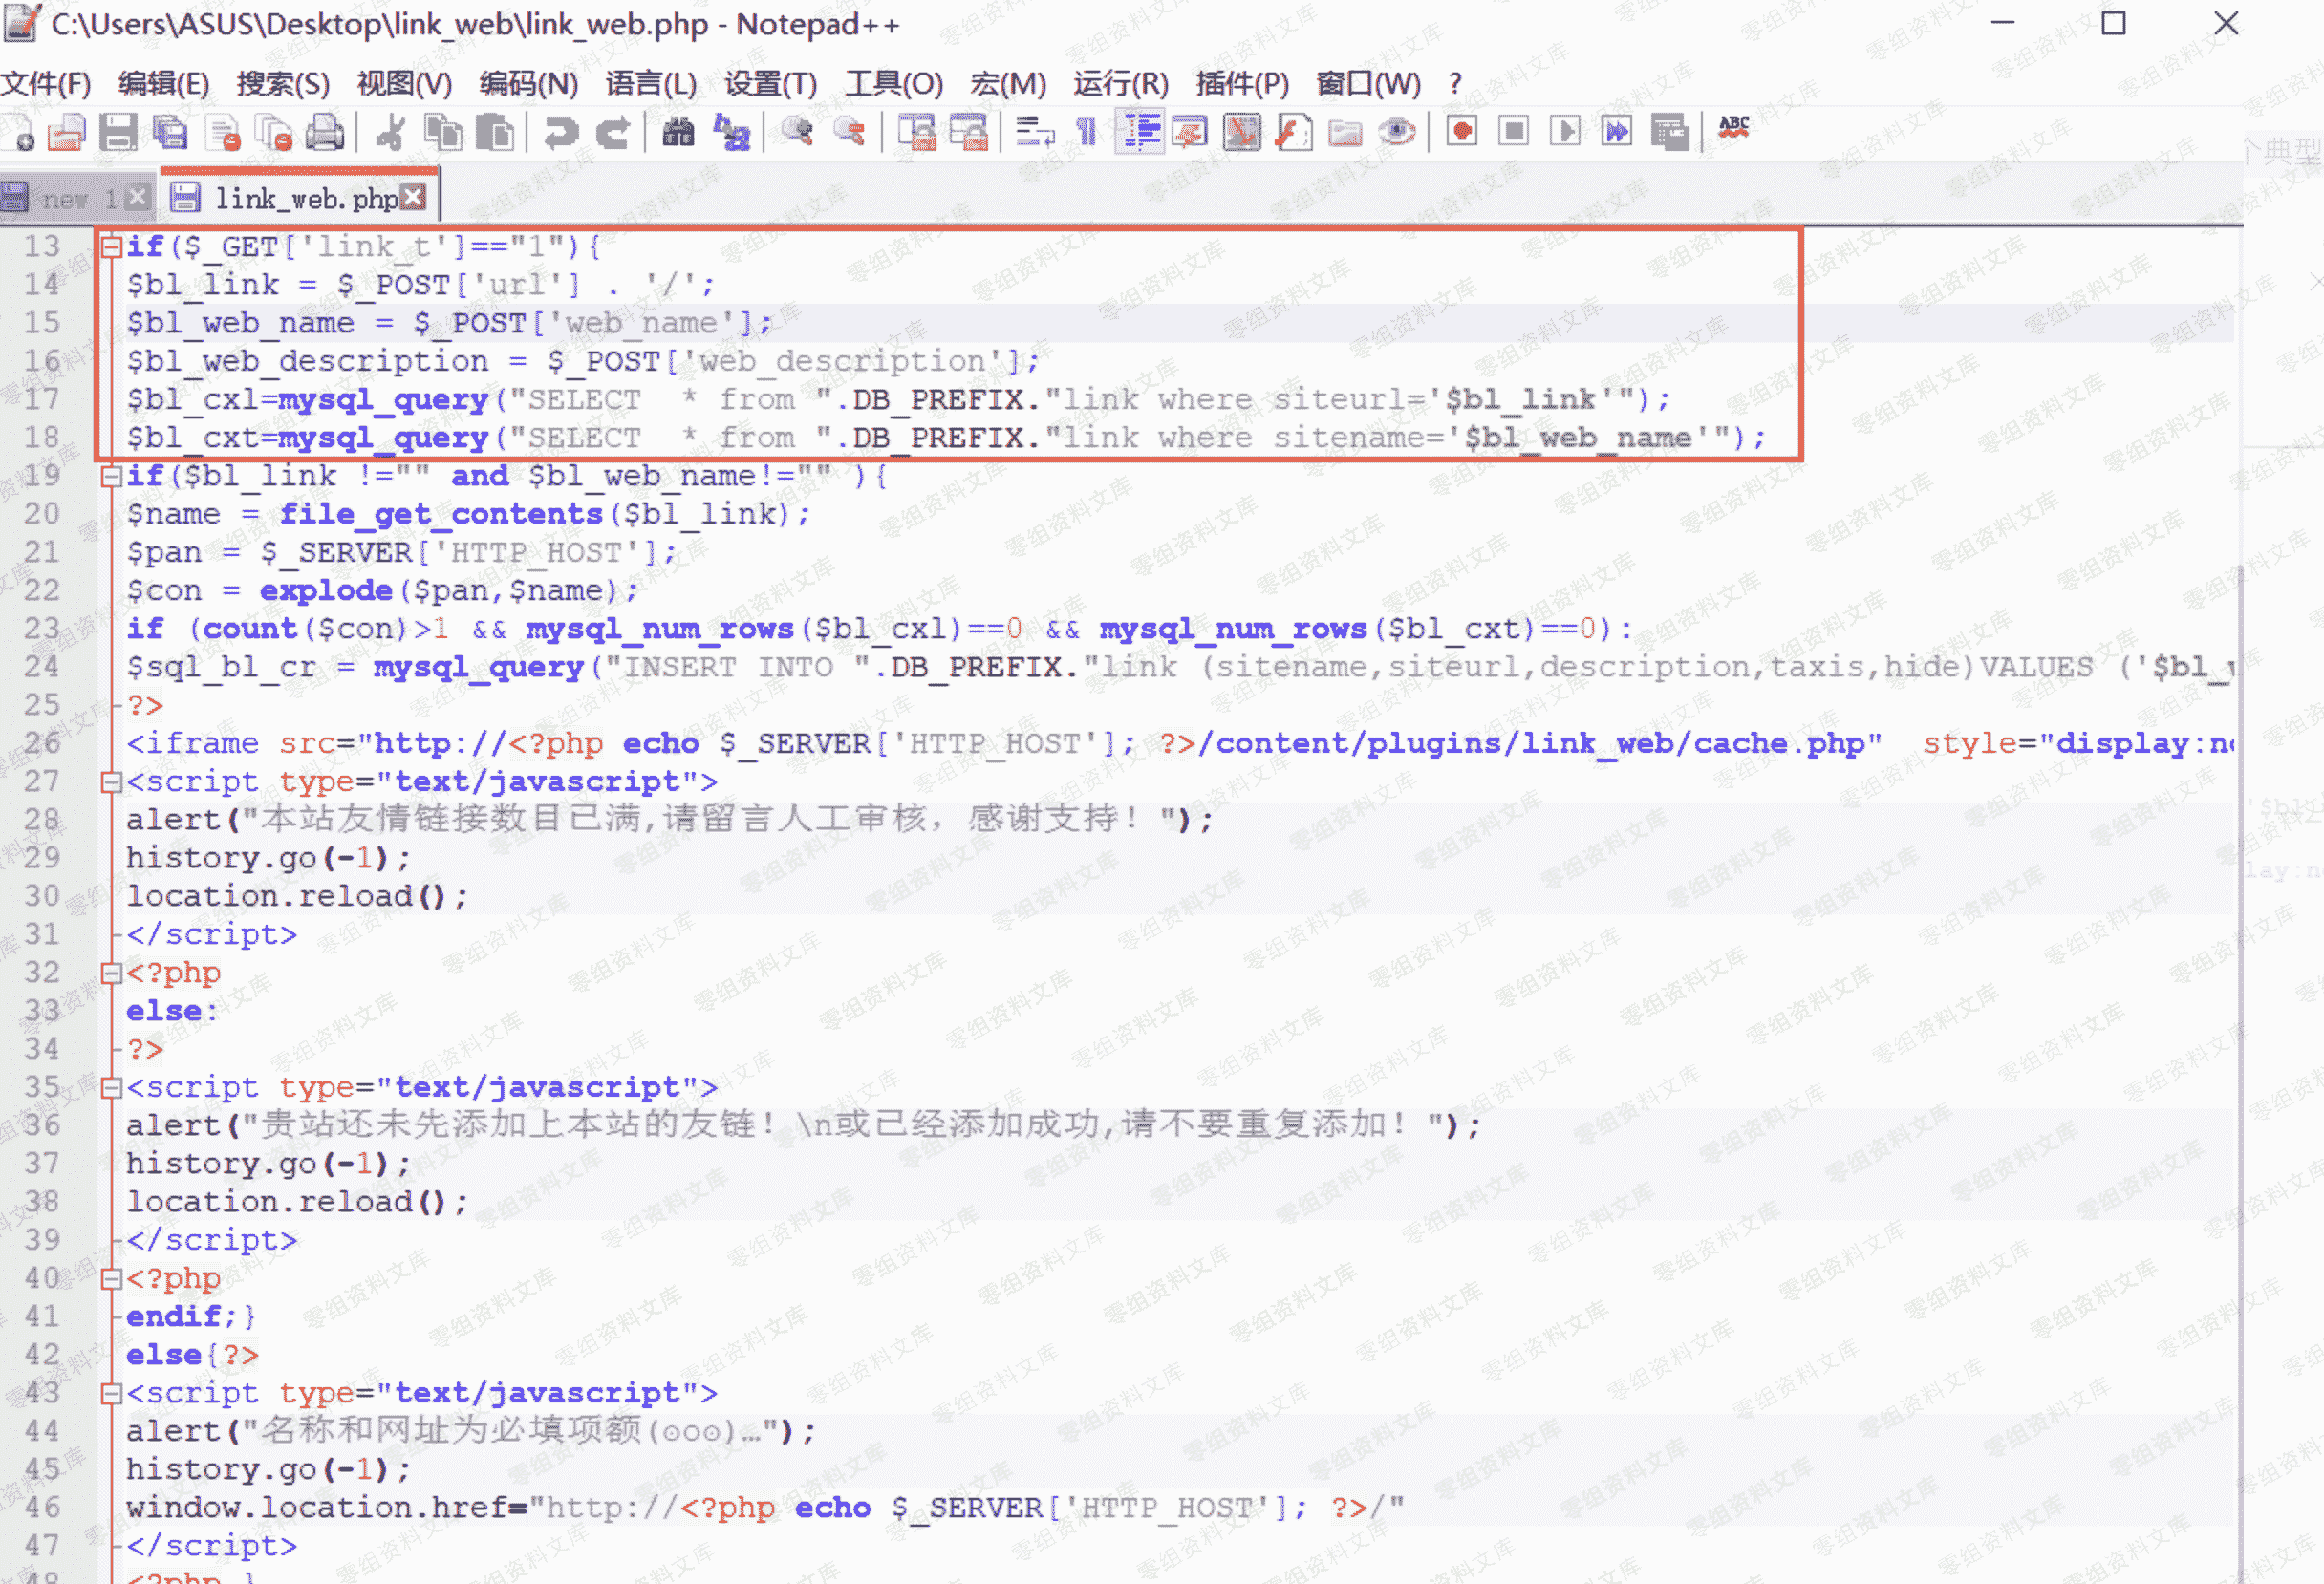 C:\Users\ASUS\Desktop\link_web\link_web.php - Notepad++
文件(F) 编辑(E) 搜索(S) 视图(V) 编码(N) 语言(L) 设置(T) 工具(O) 宏(M) 运行(R) 插件(P) 窗口(W) ?
ABC
个典型
new 1 link_web.php
13 if($_GET['link_t']=="1"){
14 $bl_link = $_POST['url'] . '/';
15 $bl_web_name = $_POST['web_name'];
16 $bl_web_description = $_POST['web_description'];
17 $bl_cxl=mysql_query("SELECT  * from ".DB_PREFIX."link where siteurl='$bl_link'");
18 $bl_cxt=mysql_query("SELECT  * from ".DB_PREFIX."link where sitename='$bl_web_name'");
19 if($bl_link !="" and $bl_web_name!="" ){
20 $name = file_get_contents($bl_link);
21 $pan = $_SERVER['HTTP_HOST'];
22 $con = explode($pan,$name);
23 if (count($con)>1 && mysql_num_rows($bl_cxl)==0 && mysql_num_rows($bl_cxt)==0):
24 $sql_bl_cr = mysql_query("INSERT INTO ".DB_PREFIX."link (sitename,siteurl,description,taxis,hide)VALUES ('$bl_
25 ?>
26 <iframe src="http://<?php echo $_SERVER['HTTP_HOST']; ?>/content/plugins/link_web/cache.php"  style="display:n
27 <script type="text/javascript">
28 alert("本站友情链接数目已满,请留言人工审核，感谢支持！");
29 history.go(-1);
30 location.reload();
31 </script>
32 <?php
33 else:
34 ?>
35 <script type="text/javascript">
36 alert("贵站还未先添加上本站的友链！\n或已经添加成功,请不要重复添加！");
37 history.go(-1);
38 location.reload();
39 </script>
40 <?php
41 endif;}
42 else{?>
43 <script type="text/javascript">
44 alert("名称和网址为必填项额(⊙o⊙)…");
45 history.go(-1);
46 window.location.href="http://<?php echo $_SERVER['HTTP_HOST']; ?>/"
47 </script>
48 <?php }
零组资料文库